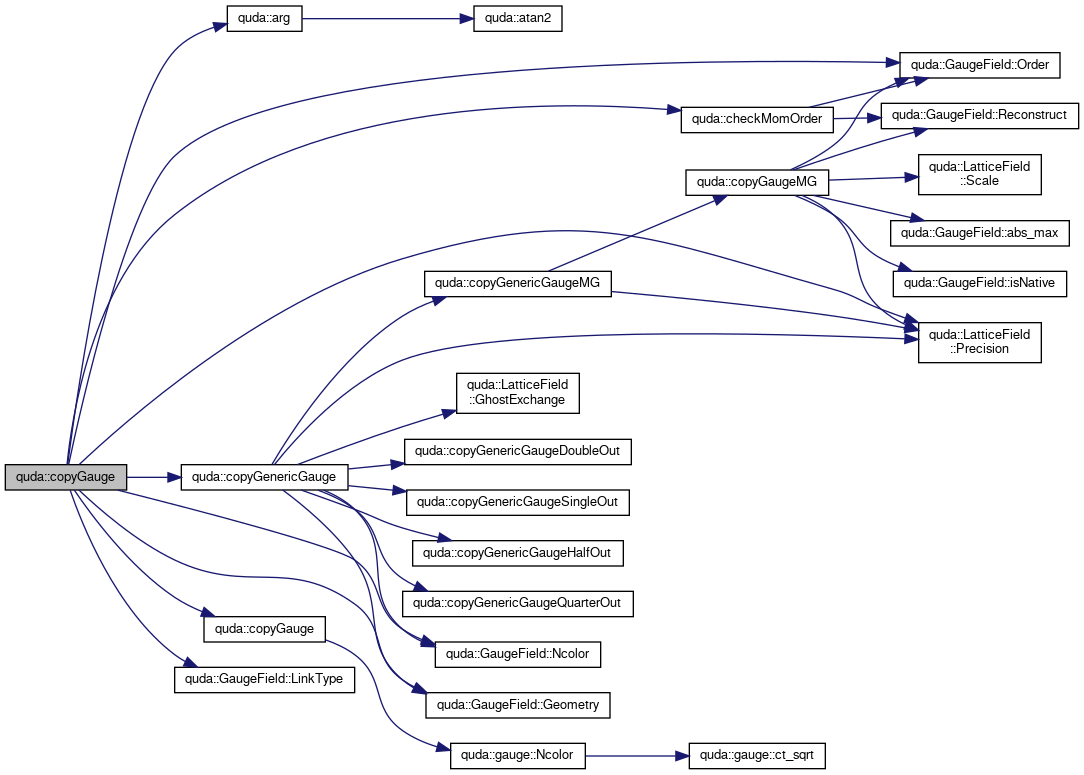 quda::arg
quda::atan2
quda::GaugeField::Order
quda::checkMomOrder
quda::GaugeField::Reconstruct
quda::copyGaugeMG
quda::LatticeField
::Scale
quda::GaugeField::abs_max
quda::copyGenericGaugeMG
quda::GaugeField::isNative
quda::LatticeField
::Precision
quda::LatticeField
::GhostExchange
quda::copyGenericGaugeDoubleOut
quda::copyGauge
quda::copyGenericGauge
quda::copyGenericGaugeSingleOut
quda::copyGenericGaugeHalfOut
quda::copyGenericGaugeQuarterOut
quda::copyGauge
quda::GaugeField::Ncolor
quda::GaugeField::LinkType
quda::GaugeField::Geometry
quda::gauge::Ncolor
quda::gauge::ct_sqrt